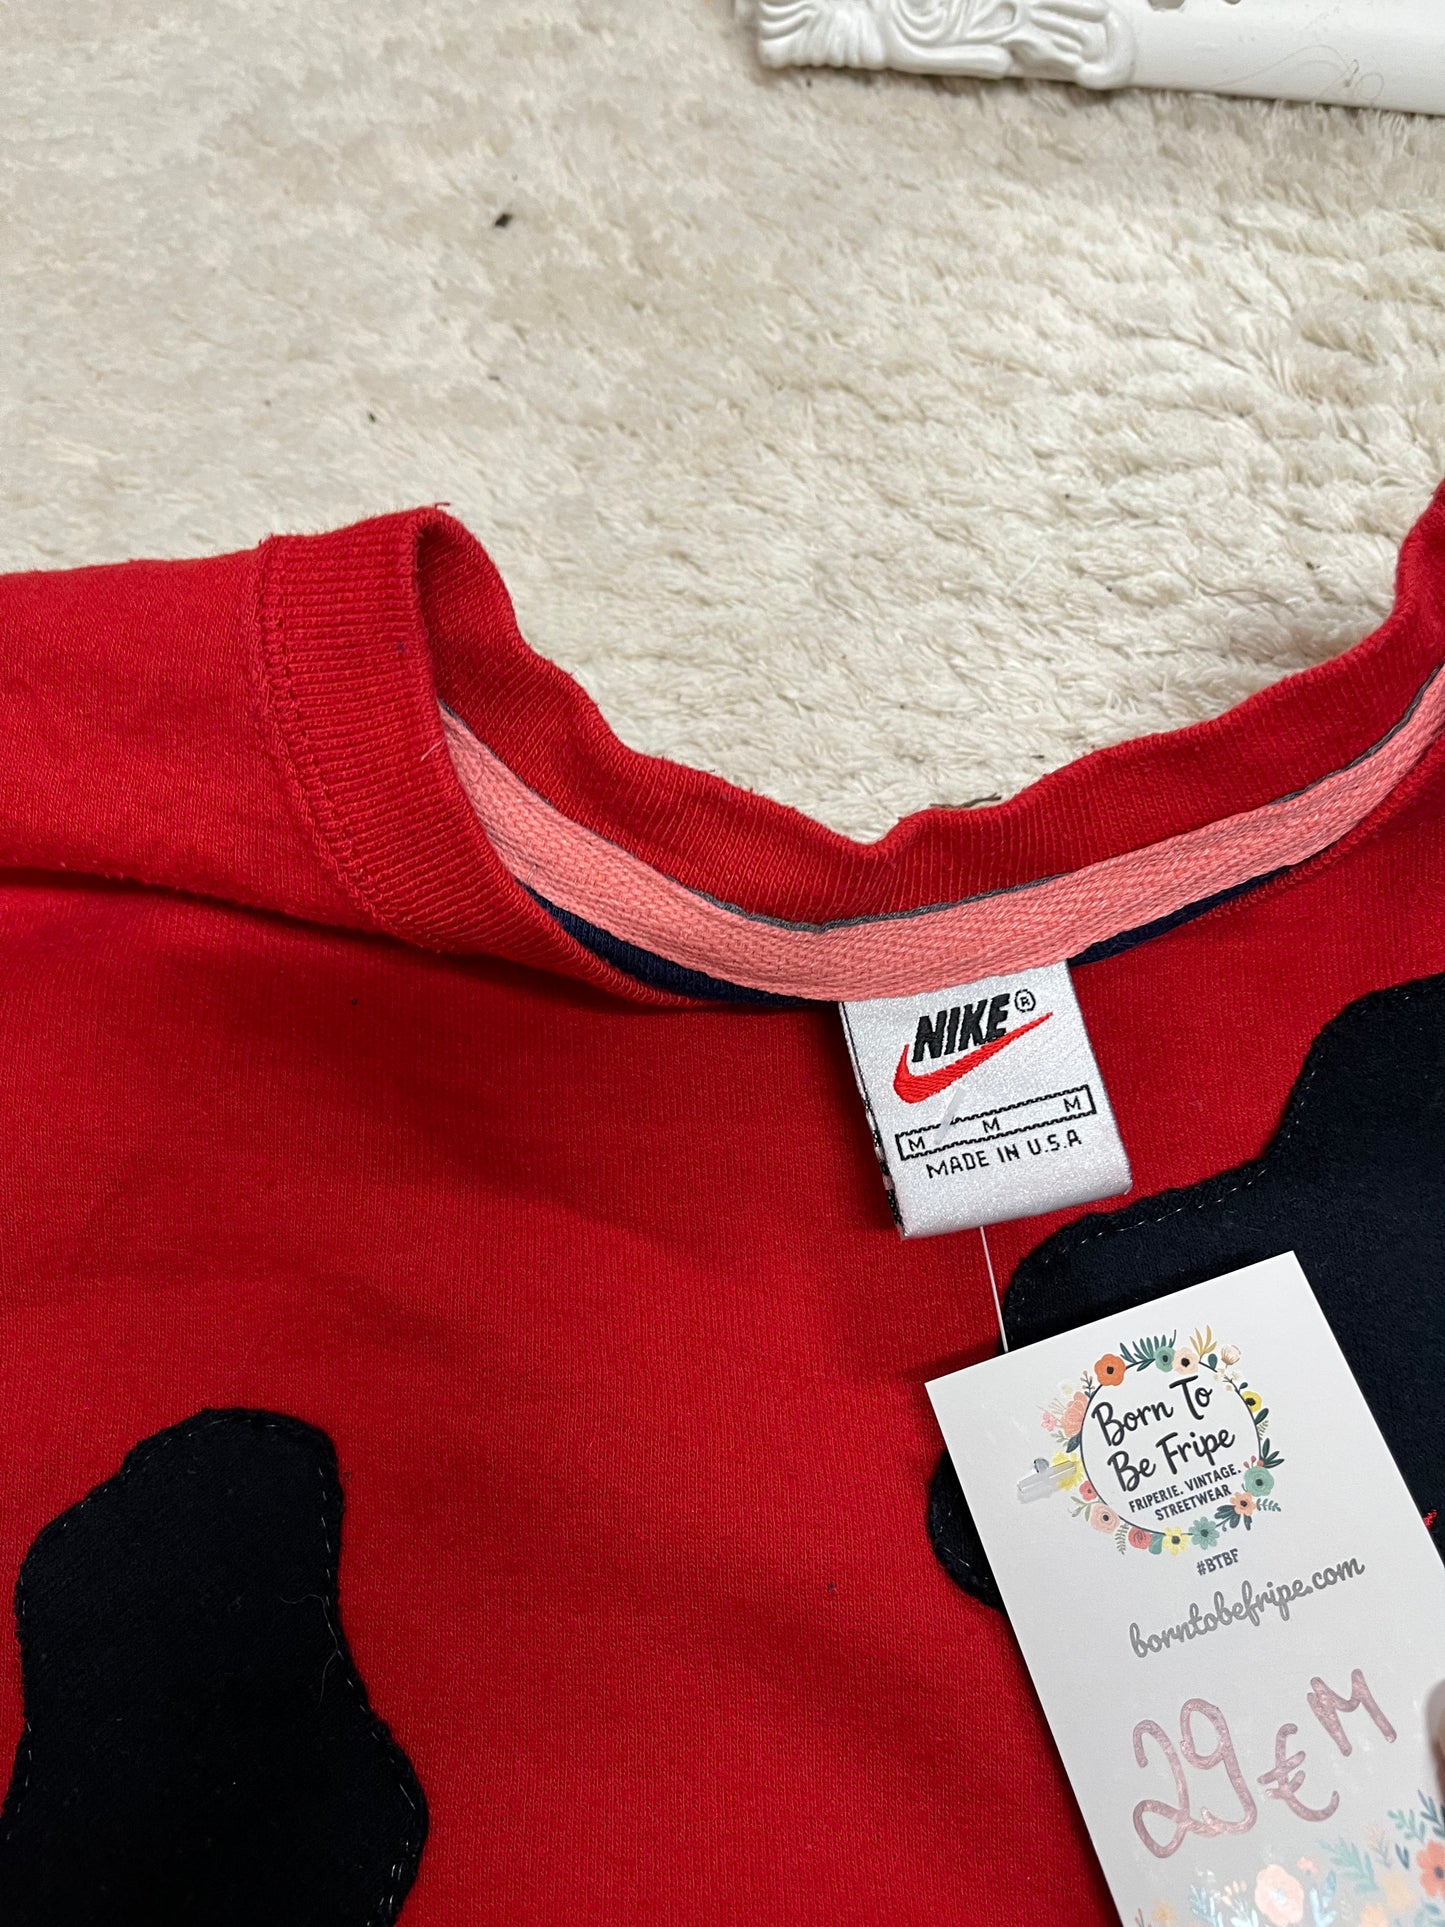 NIKE®
M M M
MADE IN U.S.A
Born To
Be Fripe
FRIPERIE. VINTAGE.
STREETWEAR
#BTBF
borntobefripe.com
29€ M